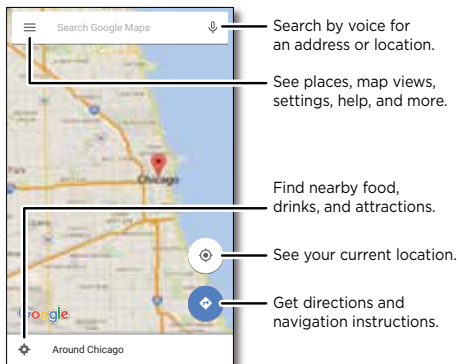 Search Google Maps
Search by voice for
an address or location.
See places, map views,
settings, help, and more.
Chicago
Find nearby food,
drinks, and attractions.
See your current location.
Get directions and
navigation instructions.
Google
Around Chicago